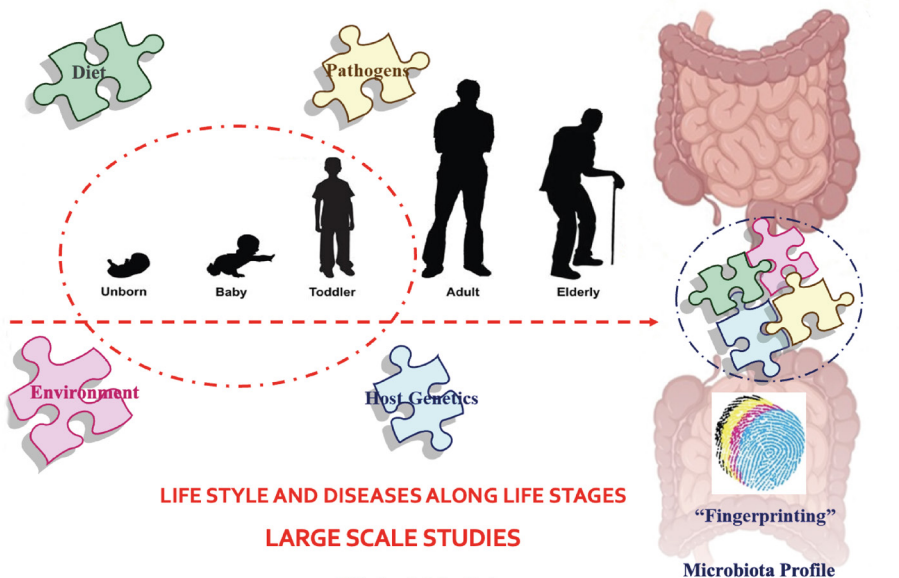 Diet
Pathogens
Unborn
Baby
Toddler
Adult
Elderly
Environment
Host Genetics
LIFE STYLE AND DISEASES ALONG LIFE STAGES
LARGE SCALE STUDIES
“Fingerprinting”
Microbiota Profile